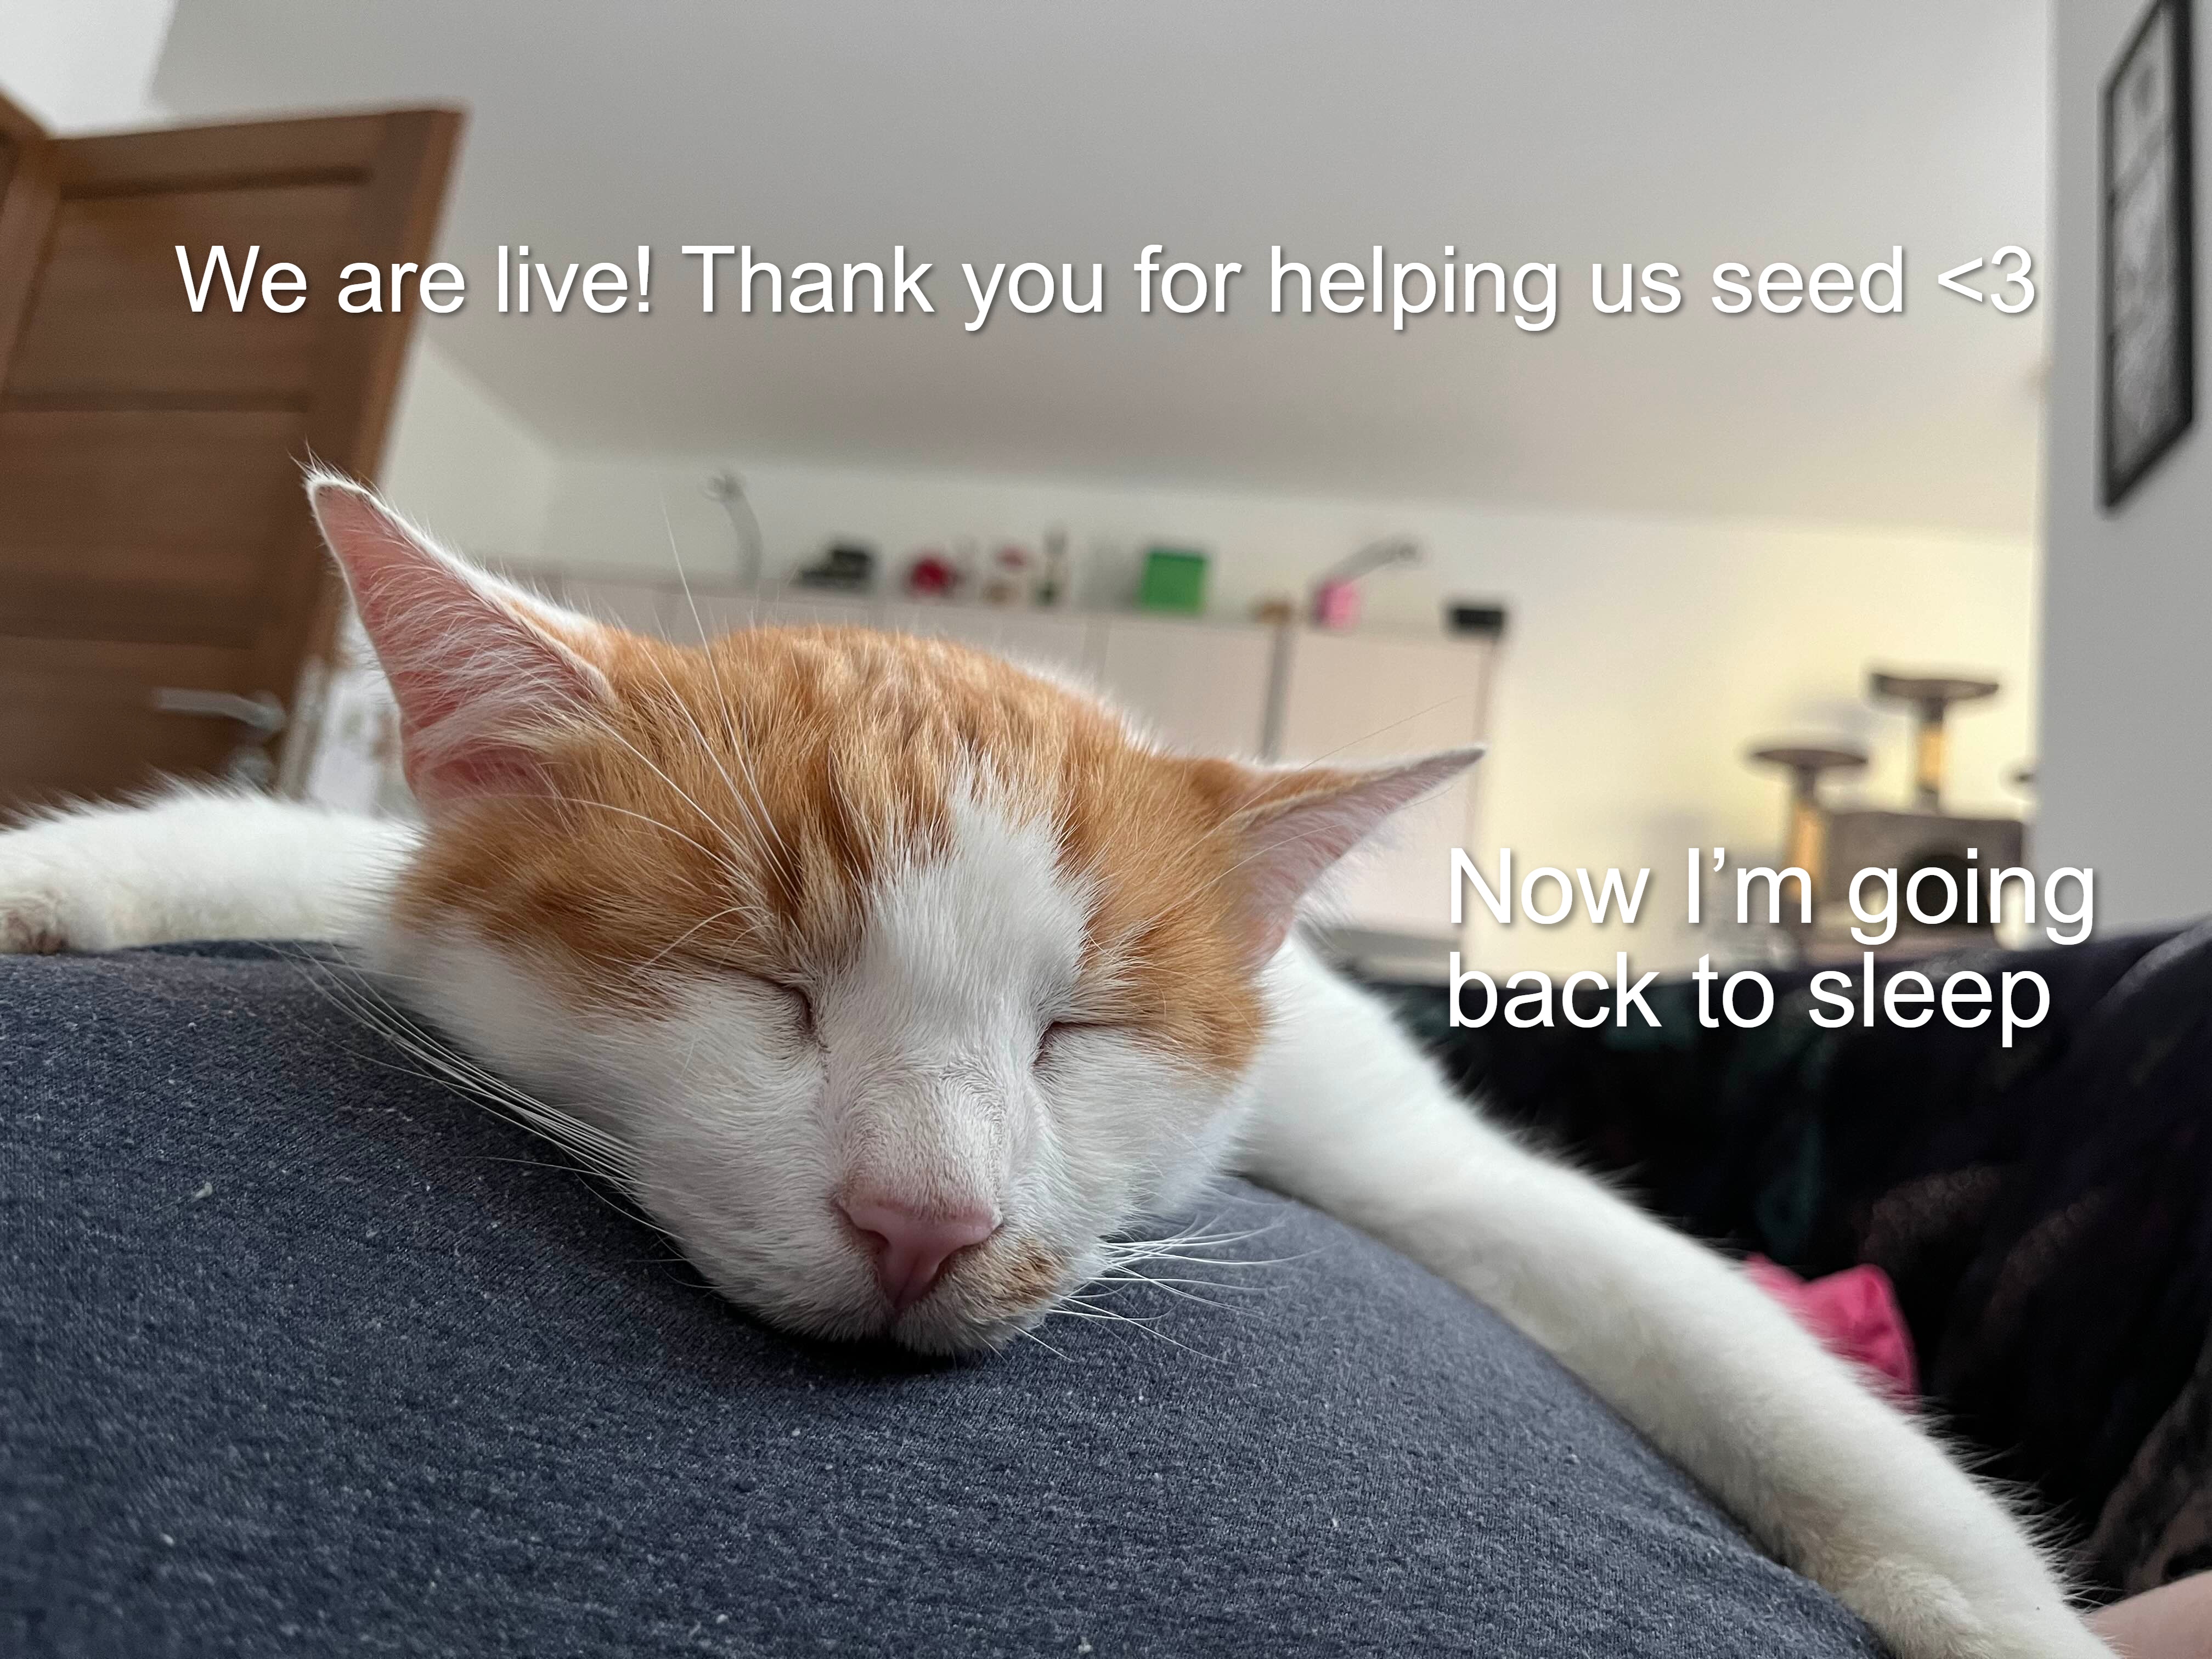 We are live! Thank you for helping us seed <3
Now I’m going
back to sleep